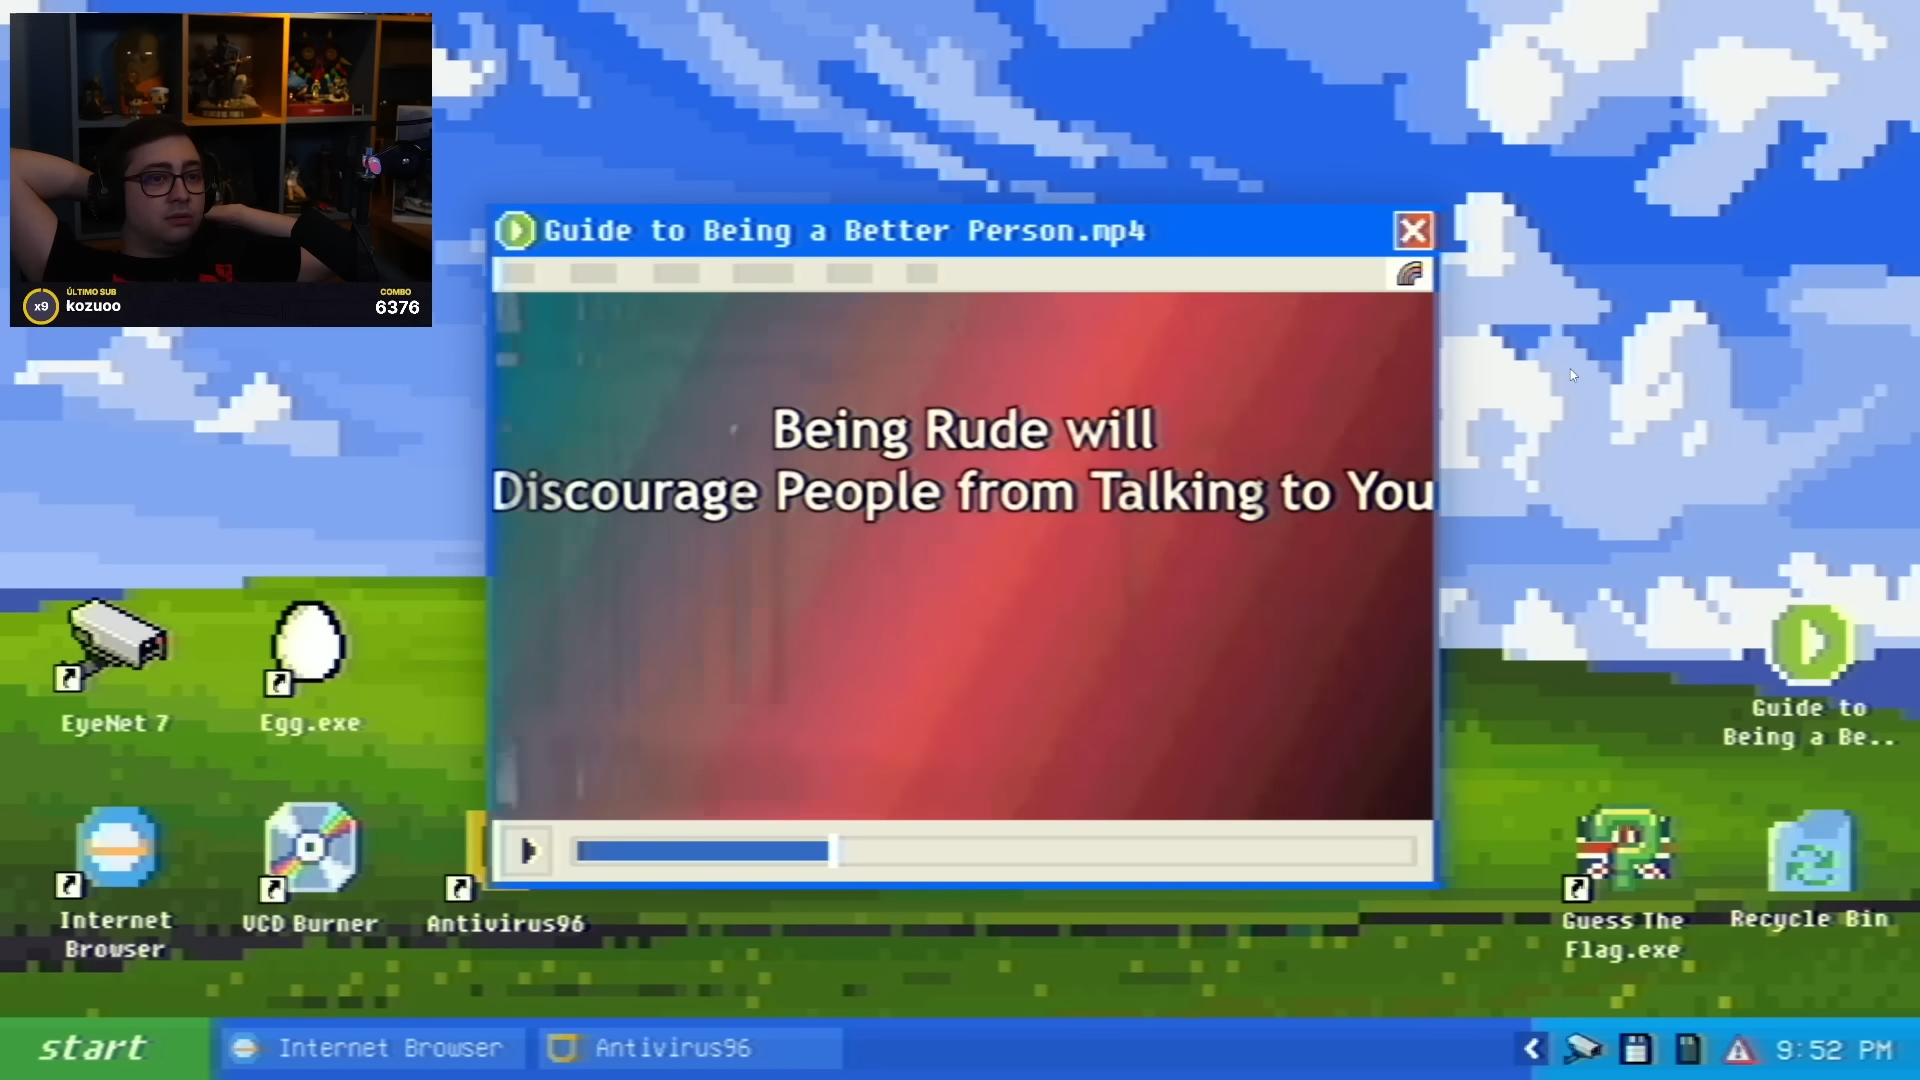 ÚLTIMO SUB
x9
kozuoo
COMBO
6376
Guide to Being a Better Person.mp4
Being Rude will
Discourage People from Talking to You
EyeNet 7
Egg.exe
Guide to
Being a Be..
Internet
Browser
VCD Burner
Antivirus96
Guess The
Flag.exe
Recycle Bin
start
Internet Browser
Antivirus96
9:52 PM